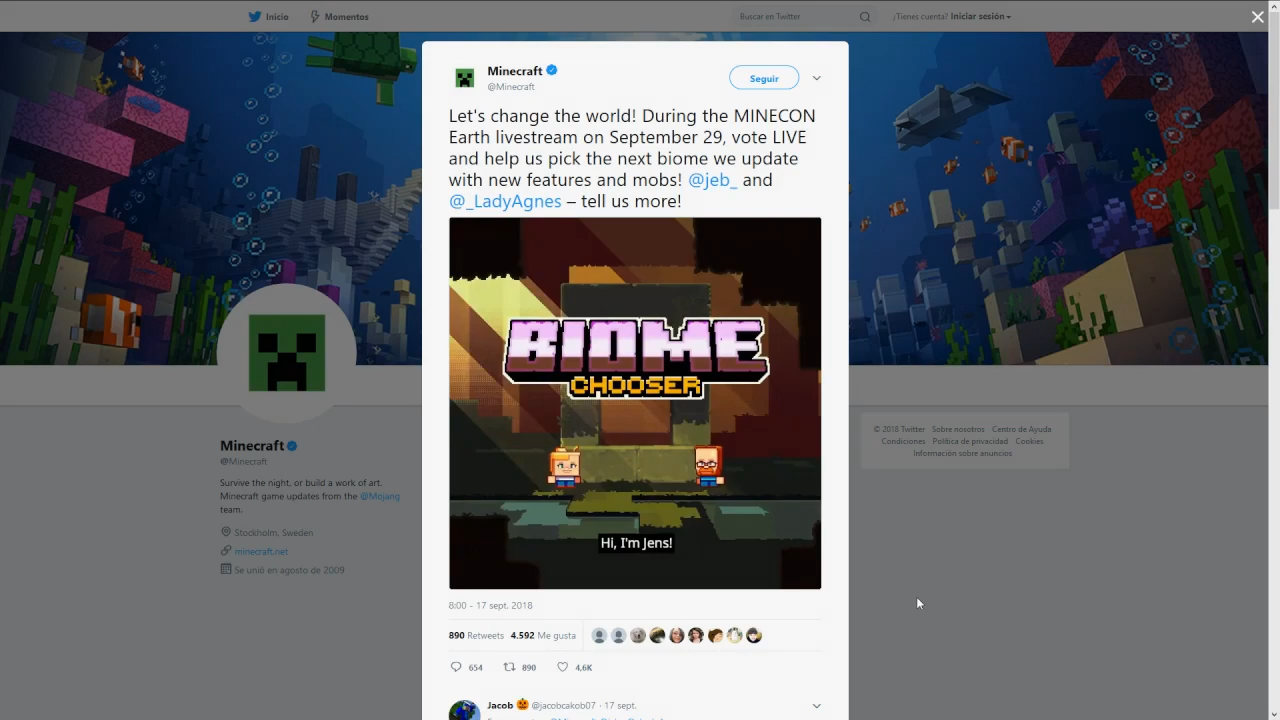 Inicio
Momentos
Buscar en Twitter
¿Tienes cuenta? Iniciar sesión
Minecraft
@Minecraft
Seguir
Let's change the world! During the MINECON
Earth livestream on September 29, vote LIVE
and help us pick the next biome we update
with new features and mobs! @jeb_ and
@_LadyAgnes – tell us more!
BIOME
CHOOSER
Hi, I'm Jens!
8:00 - 17 sept. 2018
890 Retweets 4.592 Me gusta
654 890 4,6K
Jacob @jacobcakob07 · 17 sept.
Minecraft
@Minecraft
Survive the night, or build a work of art.
Minecraft game updates from the @Mojang
team.
Stockholm, Sweden
minecraft.net
Se unió en agosto de 2009
© 2018 Twitter Sobre nosotros Centro de Ayuda
Condiciones Política de privacidad Cookies
Información sobre anuncios